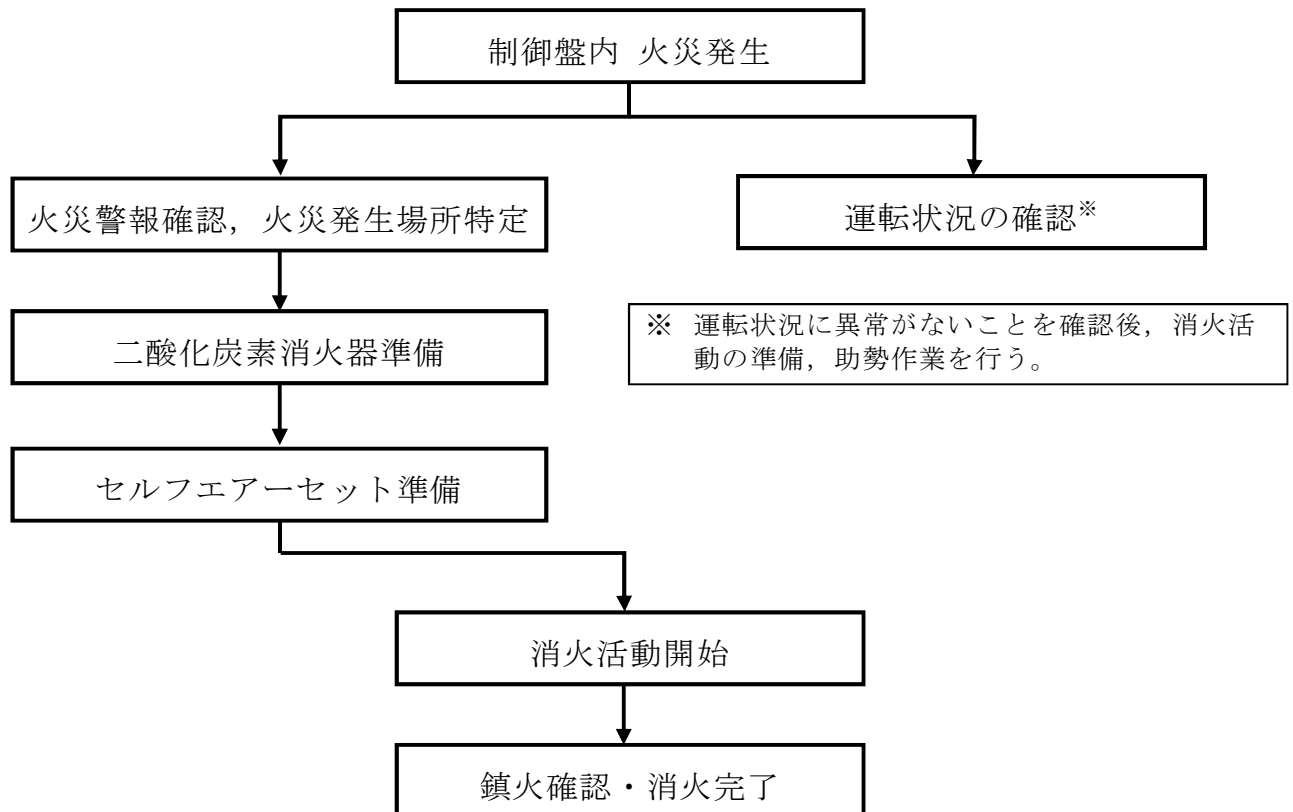 制御盤内 火災発生
火災警報確認，火災発生場所特定
運転状況の確認※
二酸化炭素消火器準備
※ 運転状況に異常がないことを確認後，消火活
動の準備，助勢作業を行う。
セルフエアーセット準備
消火活動開始
鎮火確認・消火完了